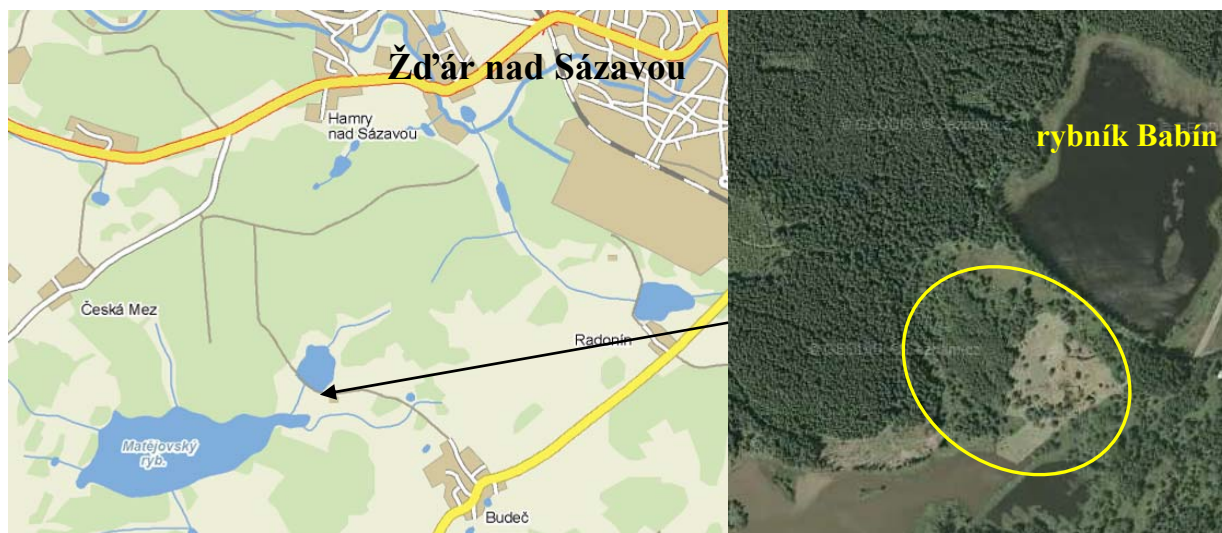 Žďár nad Sázavou
Hamry
nad Sázavou
Česká Mez
Radonín
Matějovský
ryb.
Budeč
rybník Babín